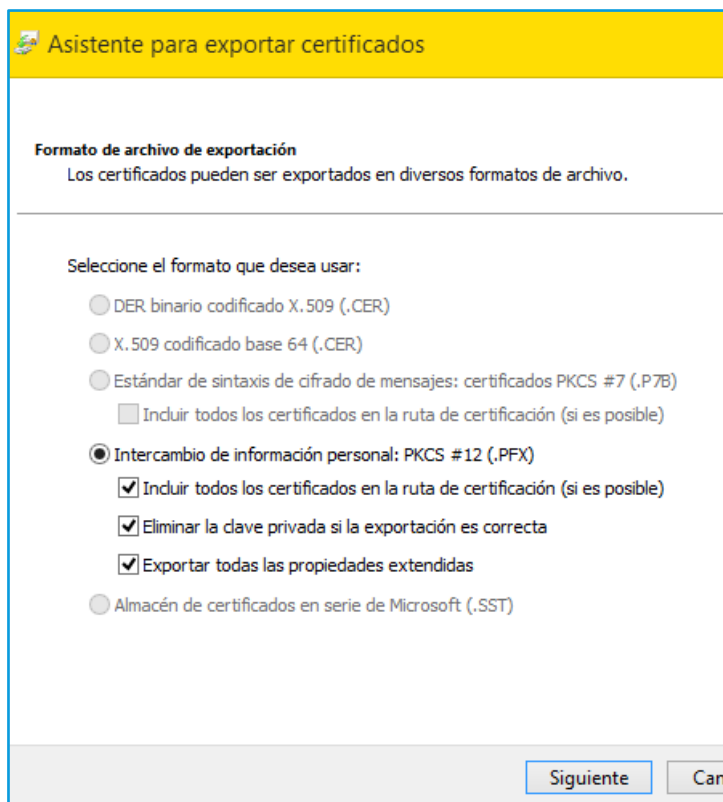 Asistente para exportar certificados
Formato de archivo de exportación
Los certificados pueden ser exportados en diversos formatos de archivo.
Seleccione el formato que desea usar:
DER binario codificado X.509 (.CER)
X.509 codificado base 64 (.CER)
Estándar de sintaxis de cifrado de mensajes: certificados PKCS #7 (.P7B)
Incluir todos los certificados en la ruta de certificación (si es posible)
Intercambio de información personal: PKCS #12 (.PFX)
Incluir todos los certificados en la ruta de certificación (si es posible)
Eliminar la clave privada si la exportación es correcta
Exportar todas las propiedades extendidas
Almacén de certificados en serie de Microsoft (.SST)
Siguiente